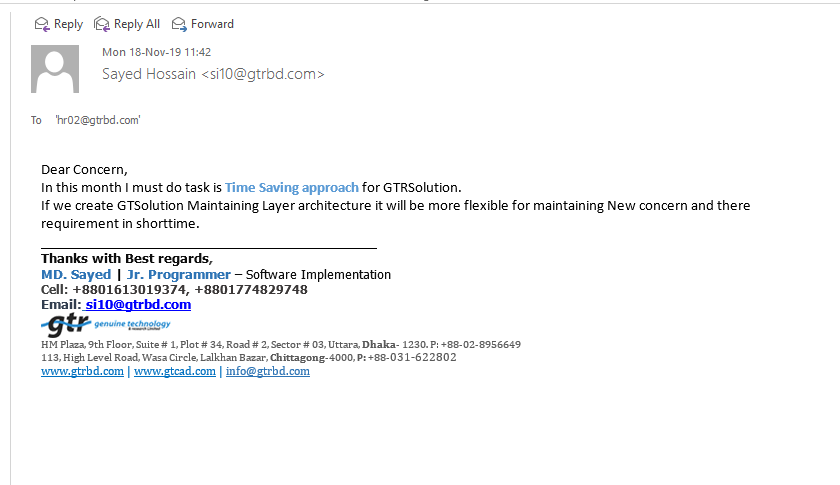 Reply Reply All Forward
Mon 18-Nov-19 11:42
Sayed Hossain <si10@gtrbd.com>
To 'hr02@gtrbd.com'
Dear Concern,
In this month I must do task is Time Saving approach for GTRSolution.
If we create GTSolution Maintaining Layer architecture it will be more flexible for maintaining New concern and there
requirement in shorttime.
Thanks with Best regards,
MD. Sayed | Jr. Programmer – Software Implementation
Cell: +8801613019374, +8801774829748
Email: si10@gtrbd.com
gtr genuine technology
& research Limited
HM Plaza, 9th Floor, Suite # 1, Plot # 34, Road # 2, Sector # 03, Uttara, Dhaka- 1230. P: +88-02-8956649
113, High Level Road, Wasa Circle, Lalkhan Bazar, Chittagong-4000, P: +88-031-622802
www.gtrbd.com | www.gtcad.com | info@gtrbd.com